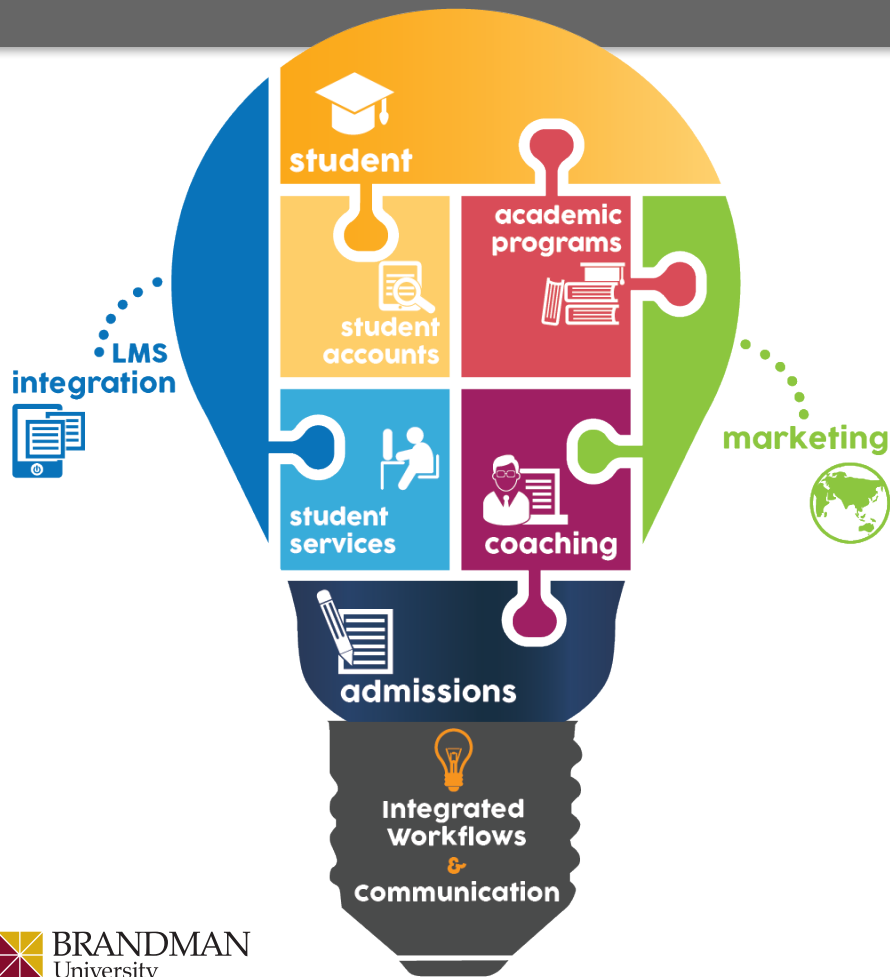 student
academic
programs
student
accounts
LMS
integration
marketing
student
services
coaching
admissions
Integrated
Workflows
&
Communication
BRANDMAN
University